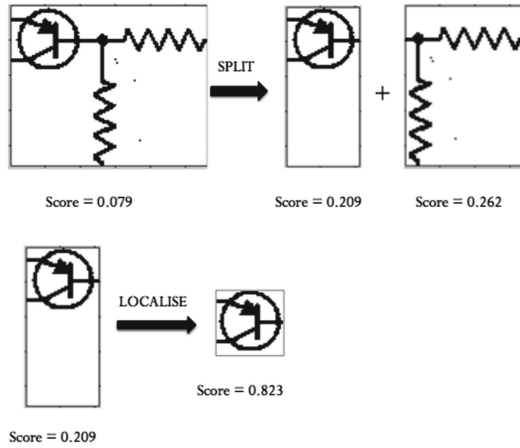 SPLIT
+
Score = 0.079
Score = 0.209
Score = 0.262
LOCALISE
Score = 0.823
Score = 0.209